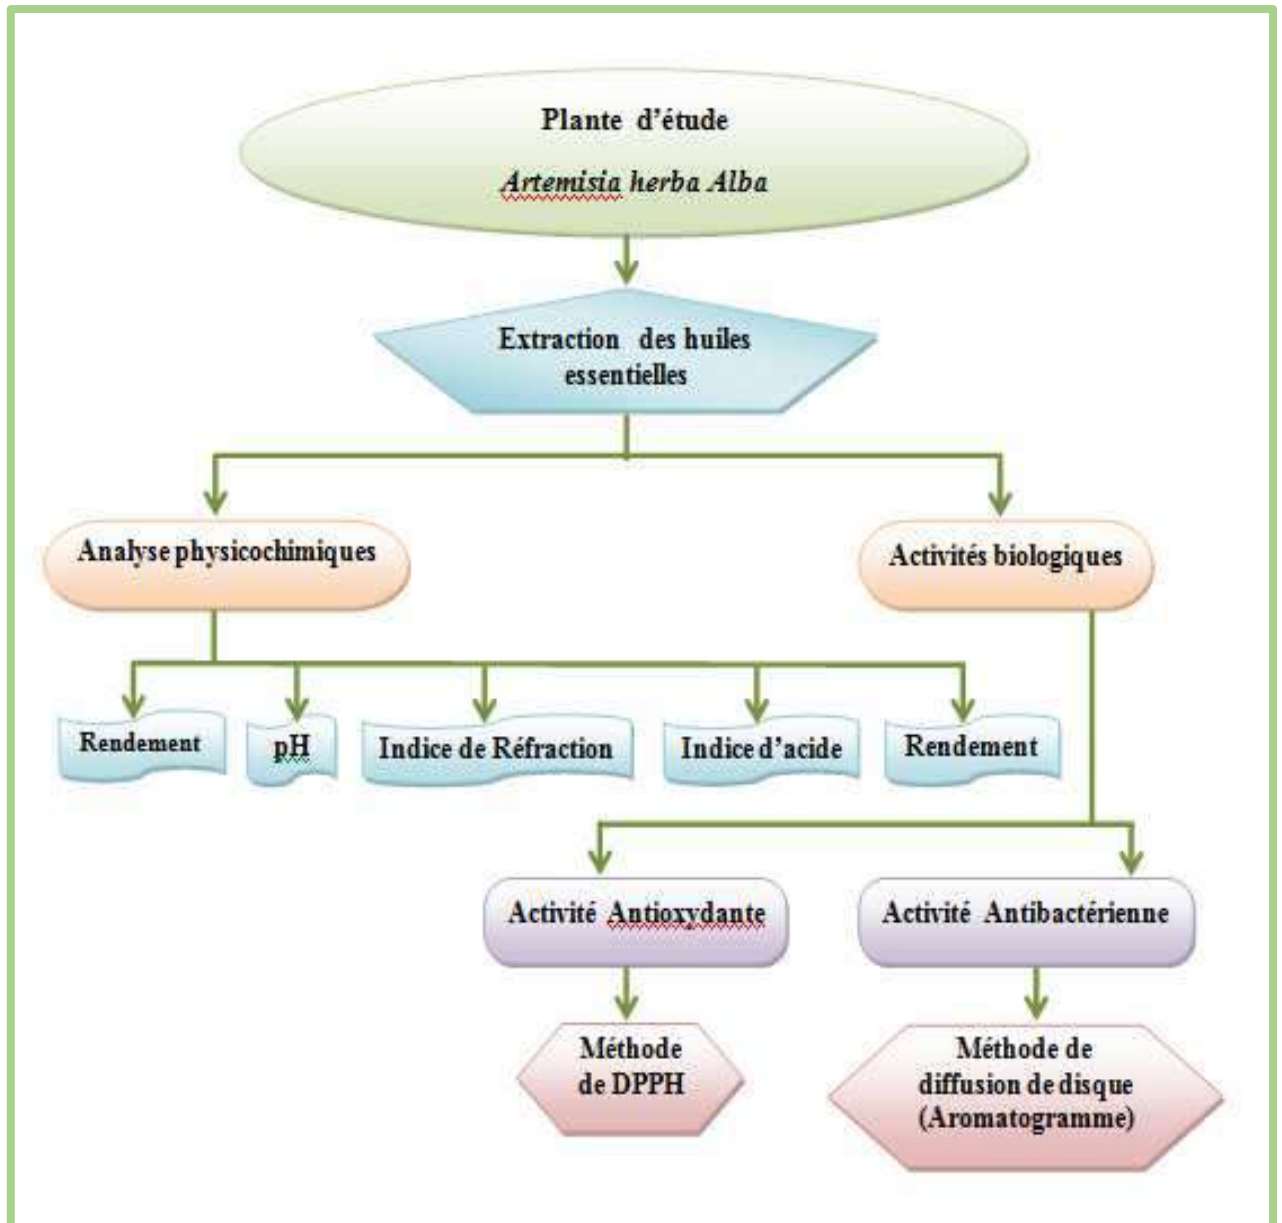 Plante d'étude
Artemisia herba Alba
Extraction des huiles
essentielles
Analyse physicochimiques
Activités biologiques
Rendement
pH
Indice de Réfraction
Indice d'acide
Rendement
Activité Antioxydante
Activité Antibactérienne
Méthode
de DPPH
Méthode de
diffusion de disque
(Aromatogramme)